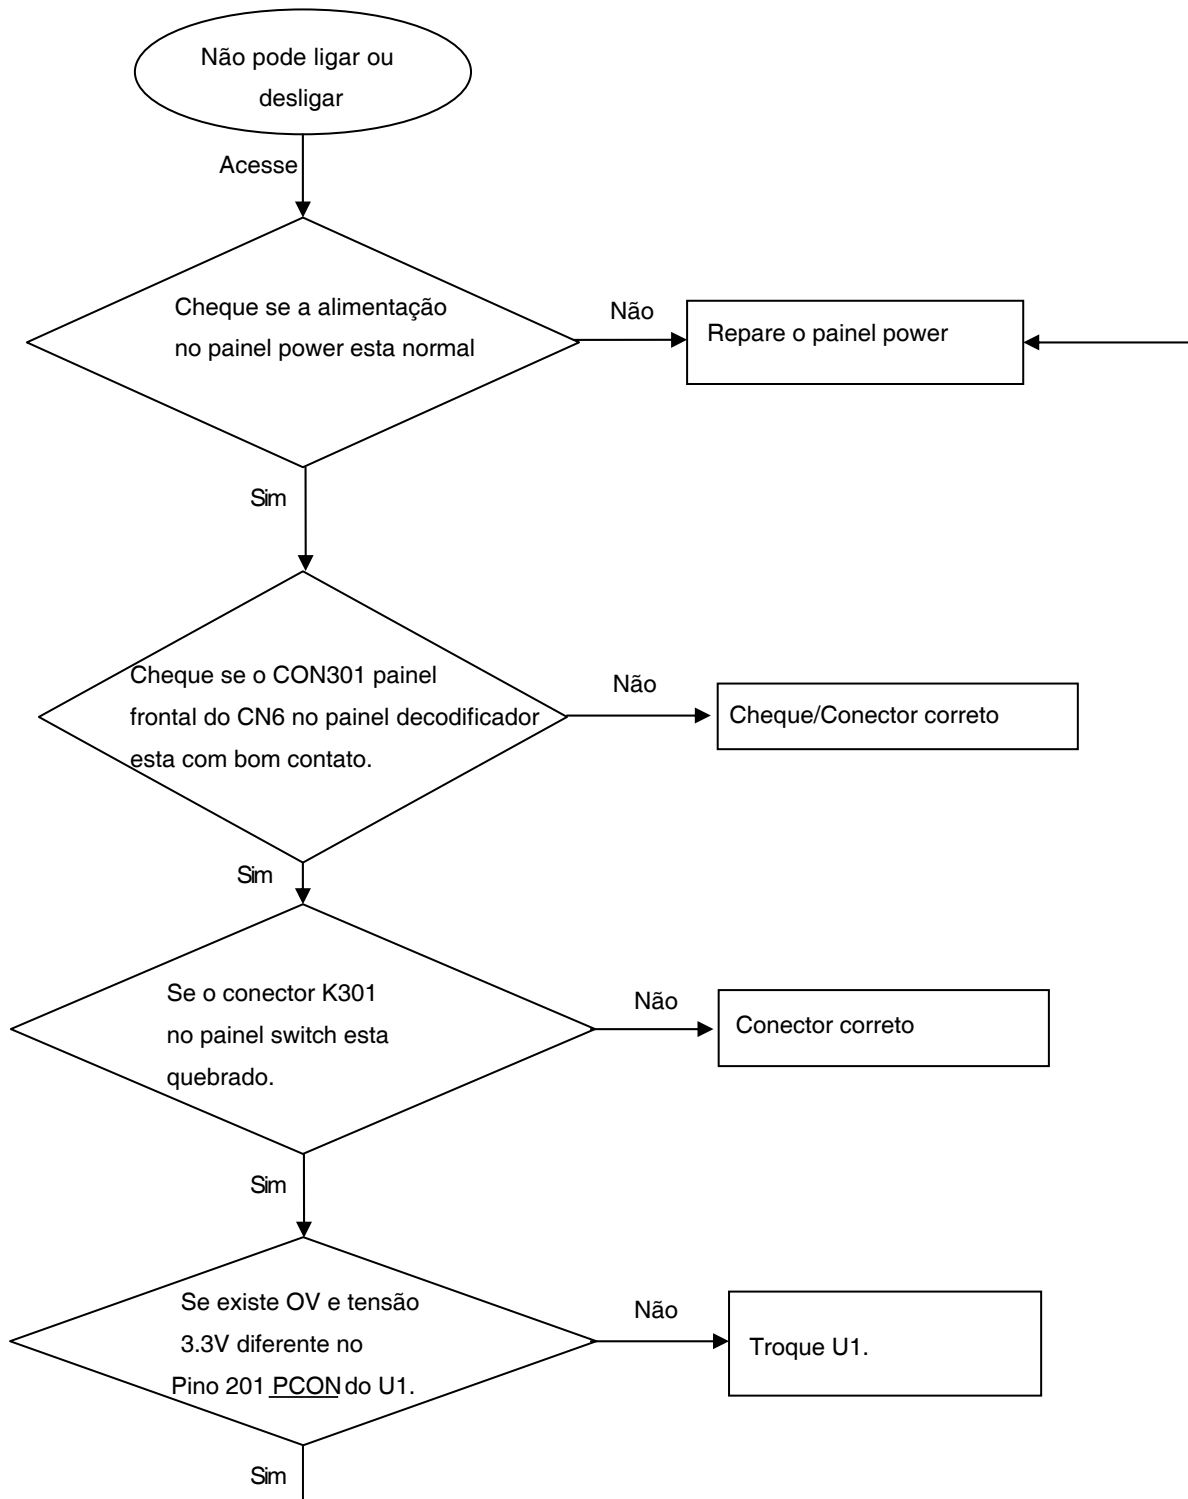 Não pode ligar ou
desligar
Acesse
Cheque se a alimentação
no painel power esta normal
Não
Repare o painel power
Sim
Cheque se o CON301 painel
frontal do CN6 no painel decodificador
esta com bom contato.
Não
Cheque/Conector correto
Sim
Se o conector K301
no painel switch esta
quebrado.
Não
Conector correto
Sim
Se existe OV e tensão
3.3V diferente no
Pino 201 PCON do U1.
Não
Troque U1.
Sim